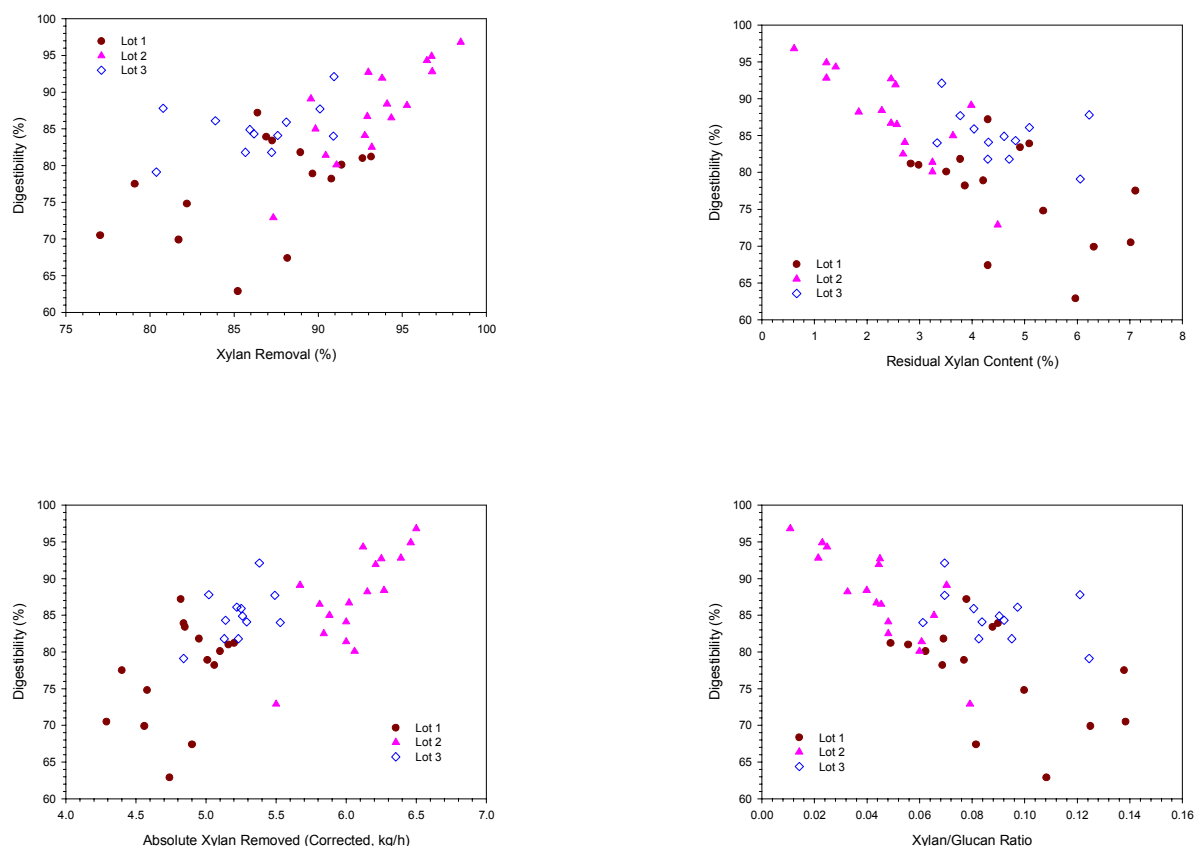 100
95
90
85
80
75
70
65
60
Digestibility (%)
Lot 1
Lot 2
Lot 3
75 80 85 90 95 100
Xylan Removal (%)
100
95
90
85
80
75
70
65
60
Digestibility (%)
Lot 1
Lot 2
Lot 3
0 1 2 3 4 5 6 7 8
Residual Xylan Content (%)
100
95
90
85
80
75
70
65
60
Digestibility (%)
Lot 1
Lot 2
Lot 3
4.0 4.5 5.0 5.5 6.0 6.5 7.0
Absolute Xylan Removed (Corrected, kg/h)
100
95
90
85
80
75
70
65
60
Digestibility (%)
Lot 1
Lot 2
Lot 3
0.00 0.02 0.04 0.06 0.08 0.10 0.12 0.14 0.16
Xylan/Glucan Ratio